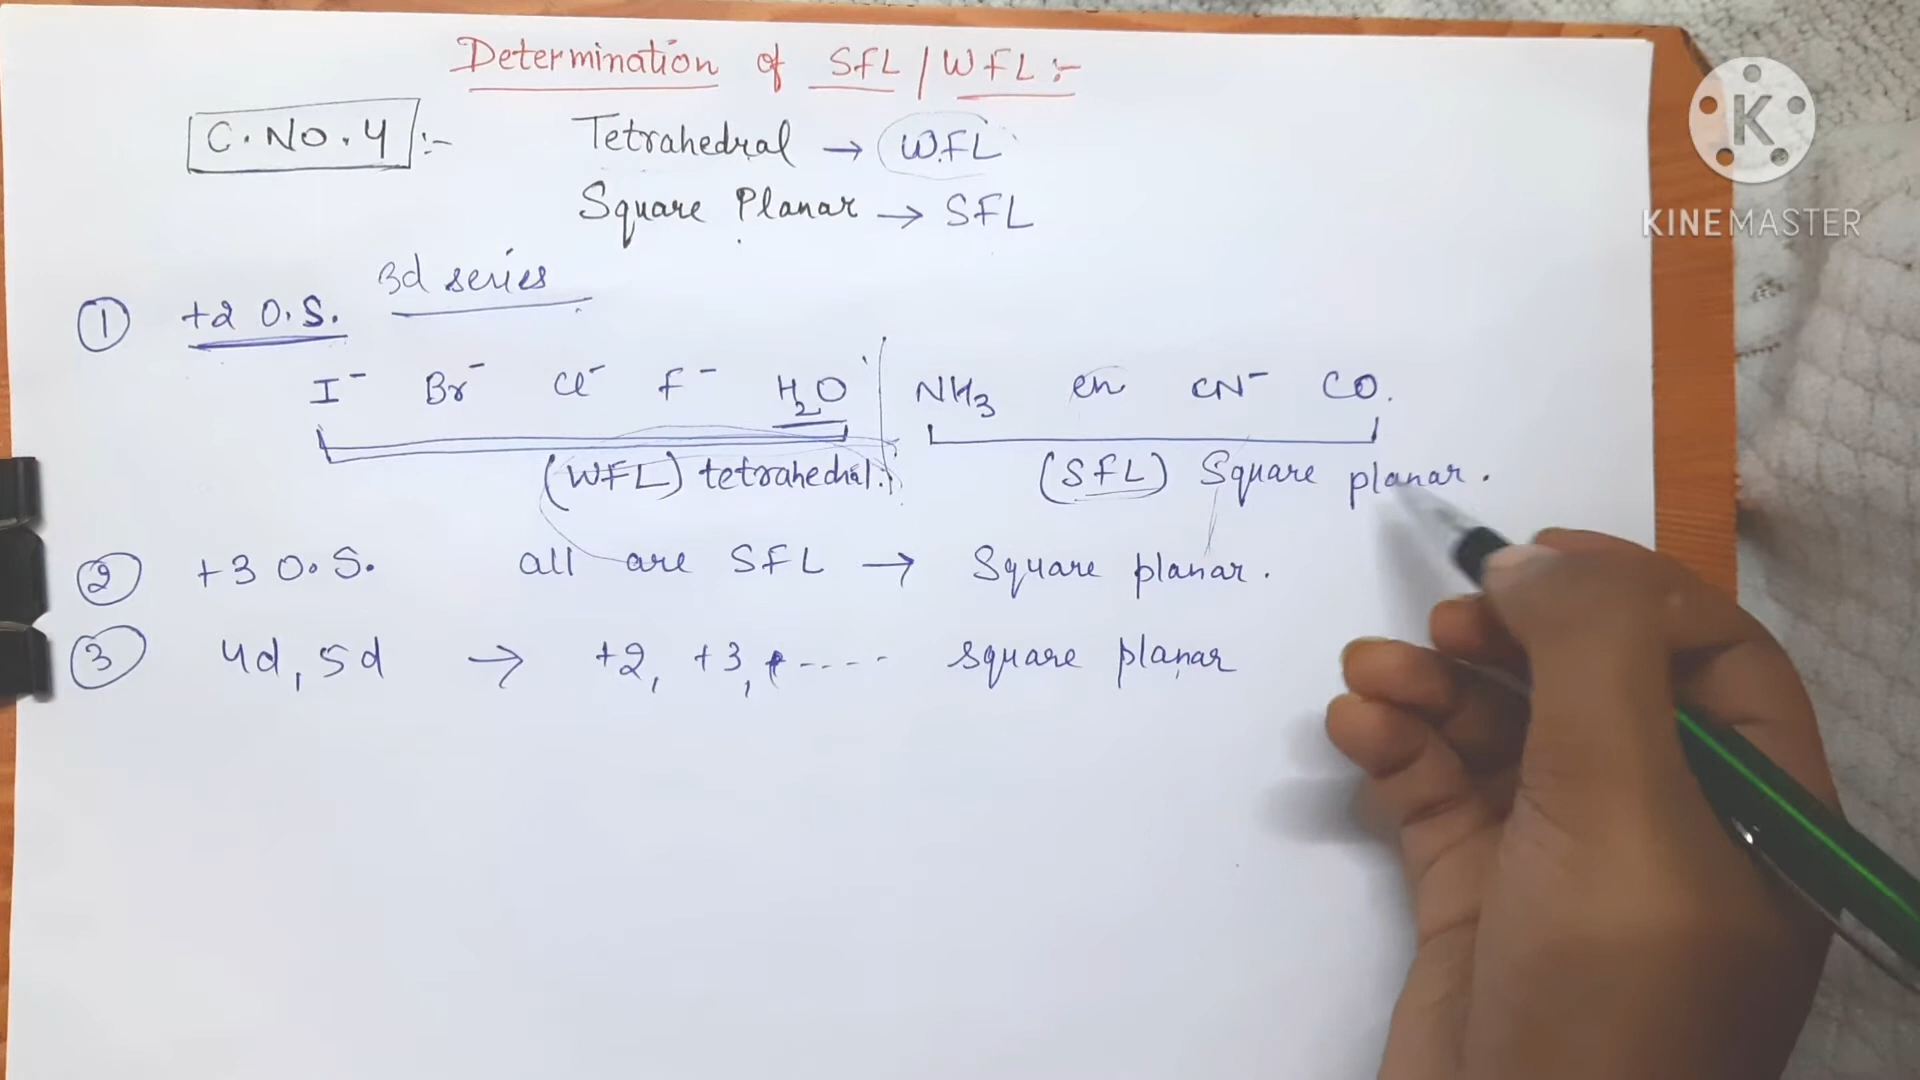 Determination of SFL / WFL :-
C.NO.4 :- Tetrahedral → WFL
Square Planar → SFL
① +2 O.S. 3d series
I⁻ Br⁻ Cl⁻ F⁻ H₂O NH₃ en CN⁻ CO.
(WFL) tetrahedral. (SFL) Square planar.
② +3 O.S. all are SFL → Square planar.
③ 4d, 5d → +2, +3, ---- square planar
K
KINEMASTER